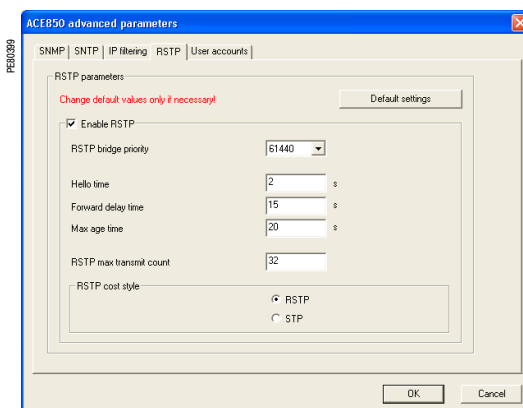 ACE850 advanced parameters
PE80399
SNMP SNTP IP filtering RSTP User accounts
RSTP parameters
Change default values only if necessary!
Default settings
Enable RSTP
RSTP bridge priority 61440
Hello time 2 s
Forward delay time 15 s
Max age time 20 s
RSTP max transmit count 32
RSTP cost style
RSTP
STP
OK Cancel